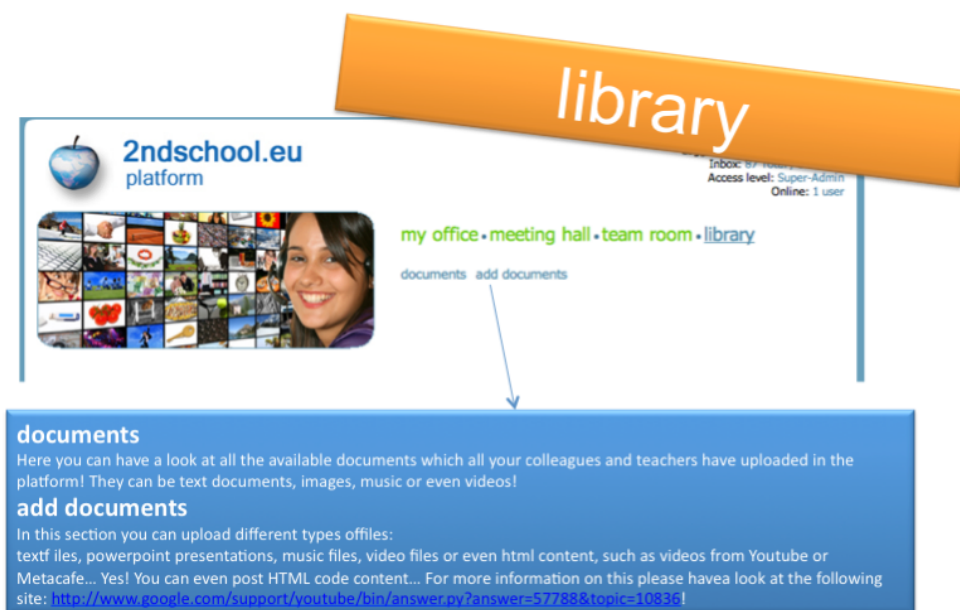 library
2ndschool.eu
platform
Inbox: 87
Access level: Super-Admin
Online: 1 user
my office • meeting hall • team room • library
documents add documents
documents
Here you can have a look at all the available documents which all your colleagues and teachers have uploaded in the
platform! They can be text documents, images, music or even videos!
add documents
In this section you can upload different types offiles:
textf iles, powerpoint presentations, music files, video files or even html content, such as videos from Youtube or
Metacafe... Yes! You can even post HTML code content... For more information on this please havea look at the following
site: http://www.google.com/support/youtube/bin/answer.py?answer=57788&topic=10836!